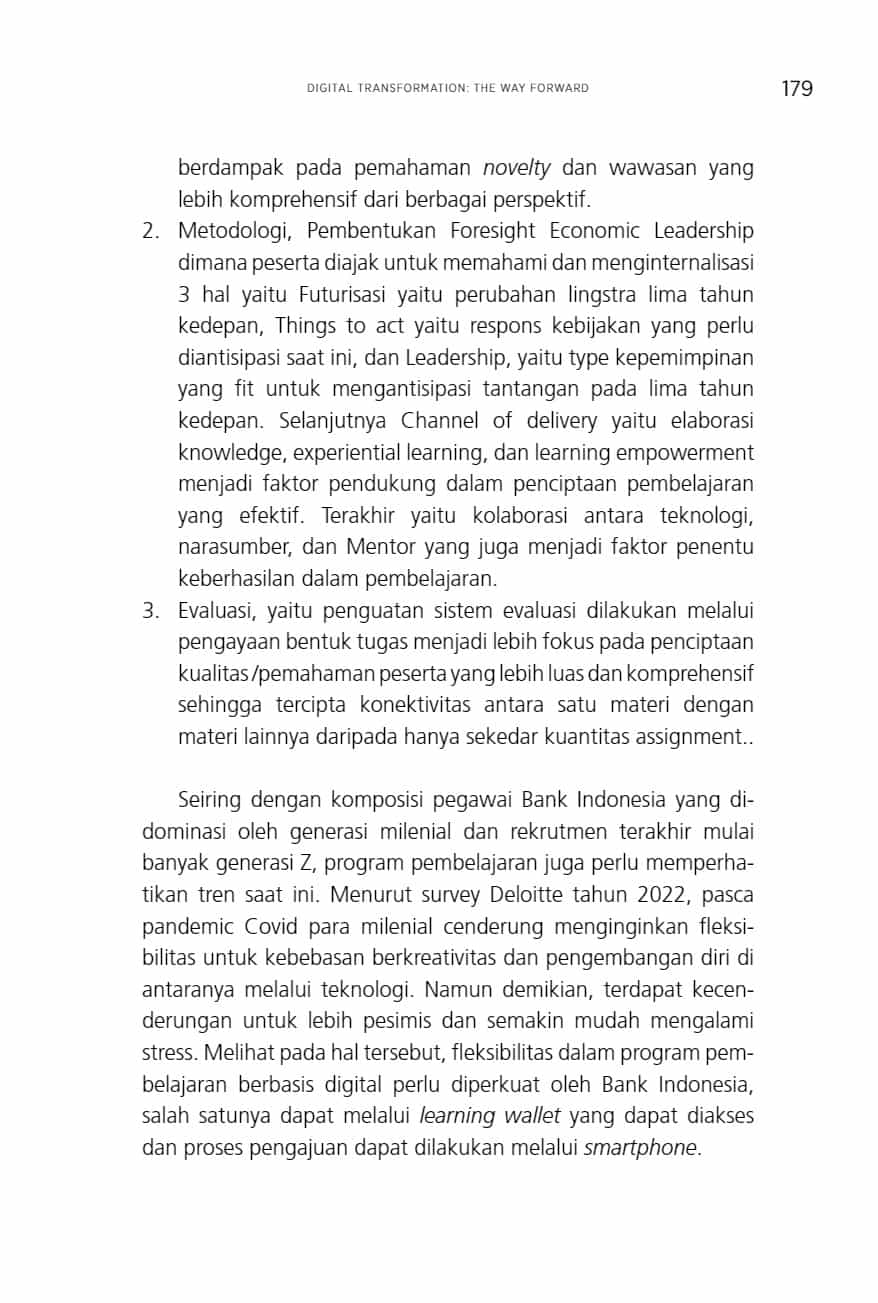 DIGITAL TRANSFORMATION: THE WAY FORWARD
179
berdampak pada pemahaman novelty dan wawasan yang
lebih komprehensif dari berbagai perspektif.
2. Metodologi, Pembentukan Foresight Economic Leadership
dimana peserta diajak untuk memahami dan menginternalisasi
3 hal yaitu Futurisasi yaitu perubahan lingstra lima tahun
kedepan, Things to act yaitu respons kebijakan yang perlu
diantisipasi saat ini, dan Leadership, yaitu type kepemimpinan
yang fit untuk mengantisipasi tantangan pada lima tahun
kedepan. Selanjutnya Channel of delivery yaitu elaborasi
knowledge, experiential learning, dan learning empowerment
menjadi faktor pendukung dalam penciptaan pembelajaran
yang efektif. Terakhir yaitu kolaborasi antara teknologi,
narasumber, dan Mentor yang juga menjadi faktor penentu
keberhasilan dalam pembelajaran.
3. Evaluasi, yaitu penguatan sistem evaluasi dilakukan melalui
pengayaan bentuk tugas menjadi lebih fokus pada penciptaan
kualitas/pemahaman peserta yang lebih luas dan komprehensif
sehingga tercipta konektivitas antara satu materi dengan
materi lainnya daripada hanya sekedar kuantitas assignment..
Seiring dengan komposisi pegawai Bank Indonesia yang di-
dominasi oleh generasi milenial dan rekrutmen terakhir mulai
banyak generasi Z, program pembelajaran juga perlu memperha-
tikan tren saat ini. Menurut survey Deloitte tahun 2022, pasca
pandemic Covid para milenial cenderung menginginkan fleksi-
bilitas untuk kebebasan berkreativitas dan pengembangan diri di
antaranya melalui teknologi. Namun demikian, terdapat kecen-
derungan untuk lebih pesimis dan semakin mudah mengalami
stress. Melihat pada hal tersebut, fleksibilitas dalam program pem-
belajaran berbasis digital perlu diperkuat oleh Bank Indonesia,
salah satunya dapat melalui learning wallet yang dapat diakses
dan proses pengajuan dapat dilakukan melalui smartphone.